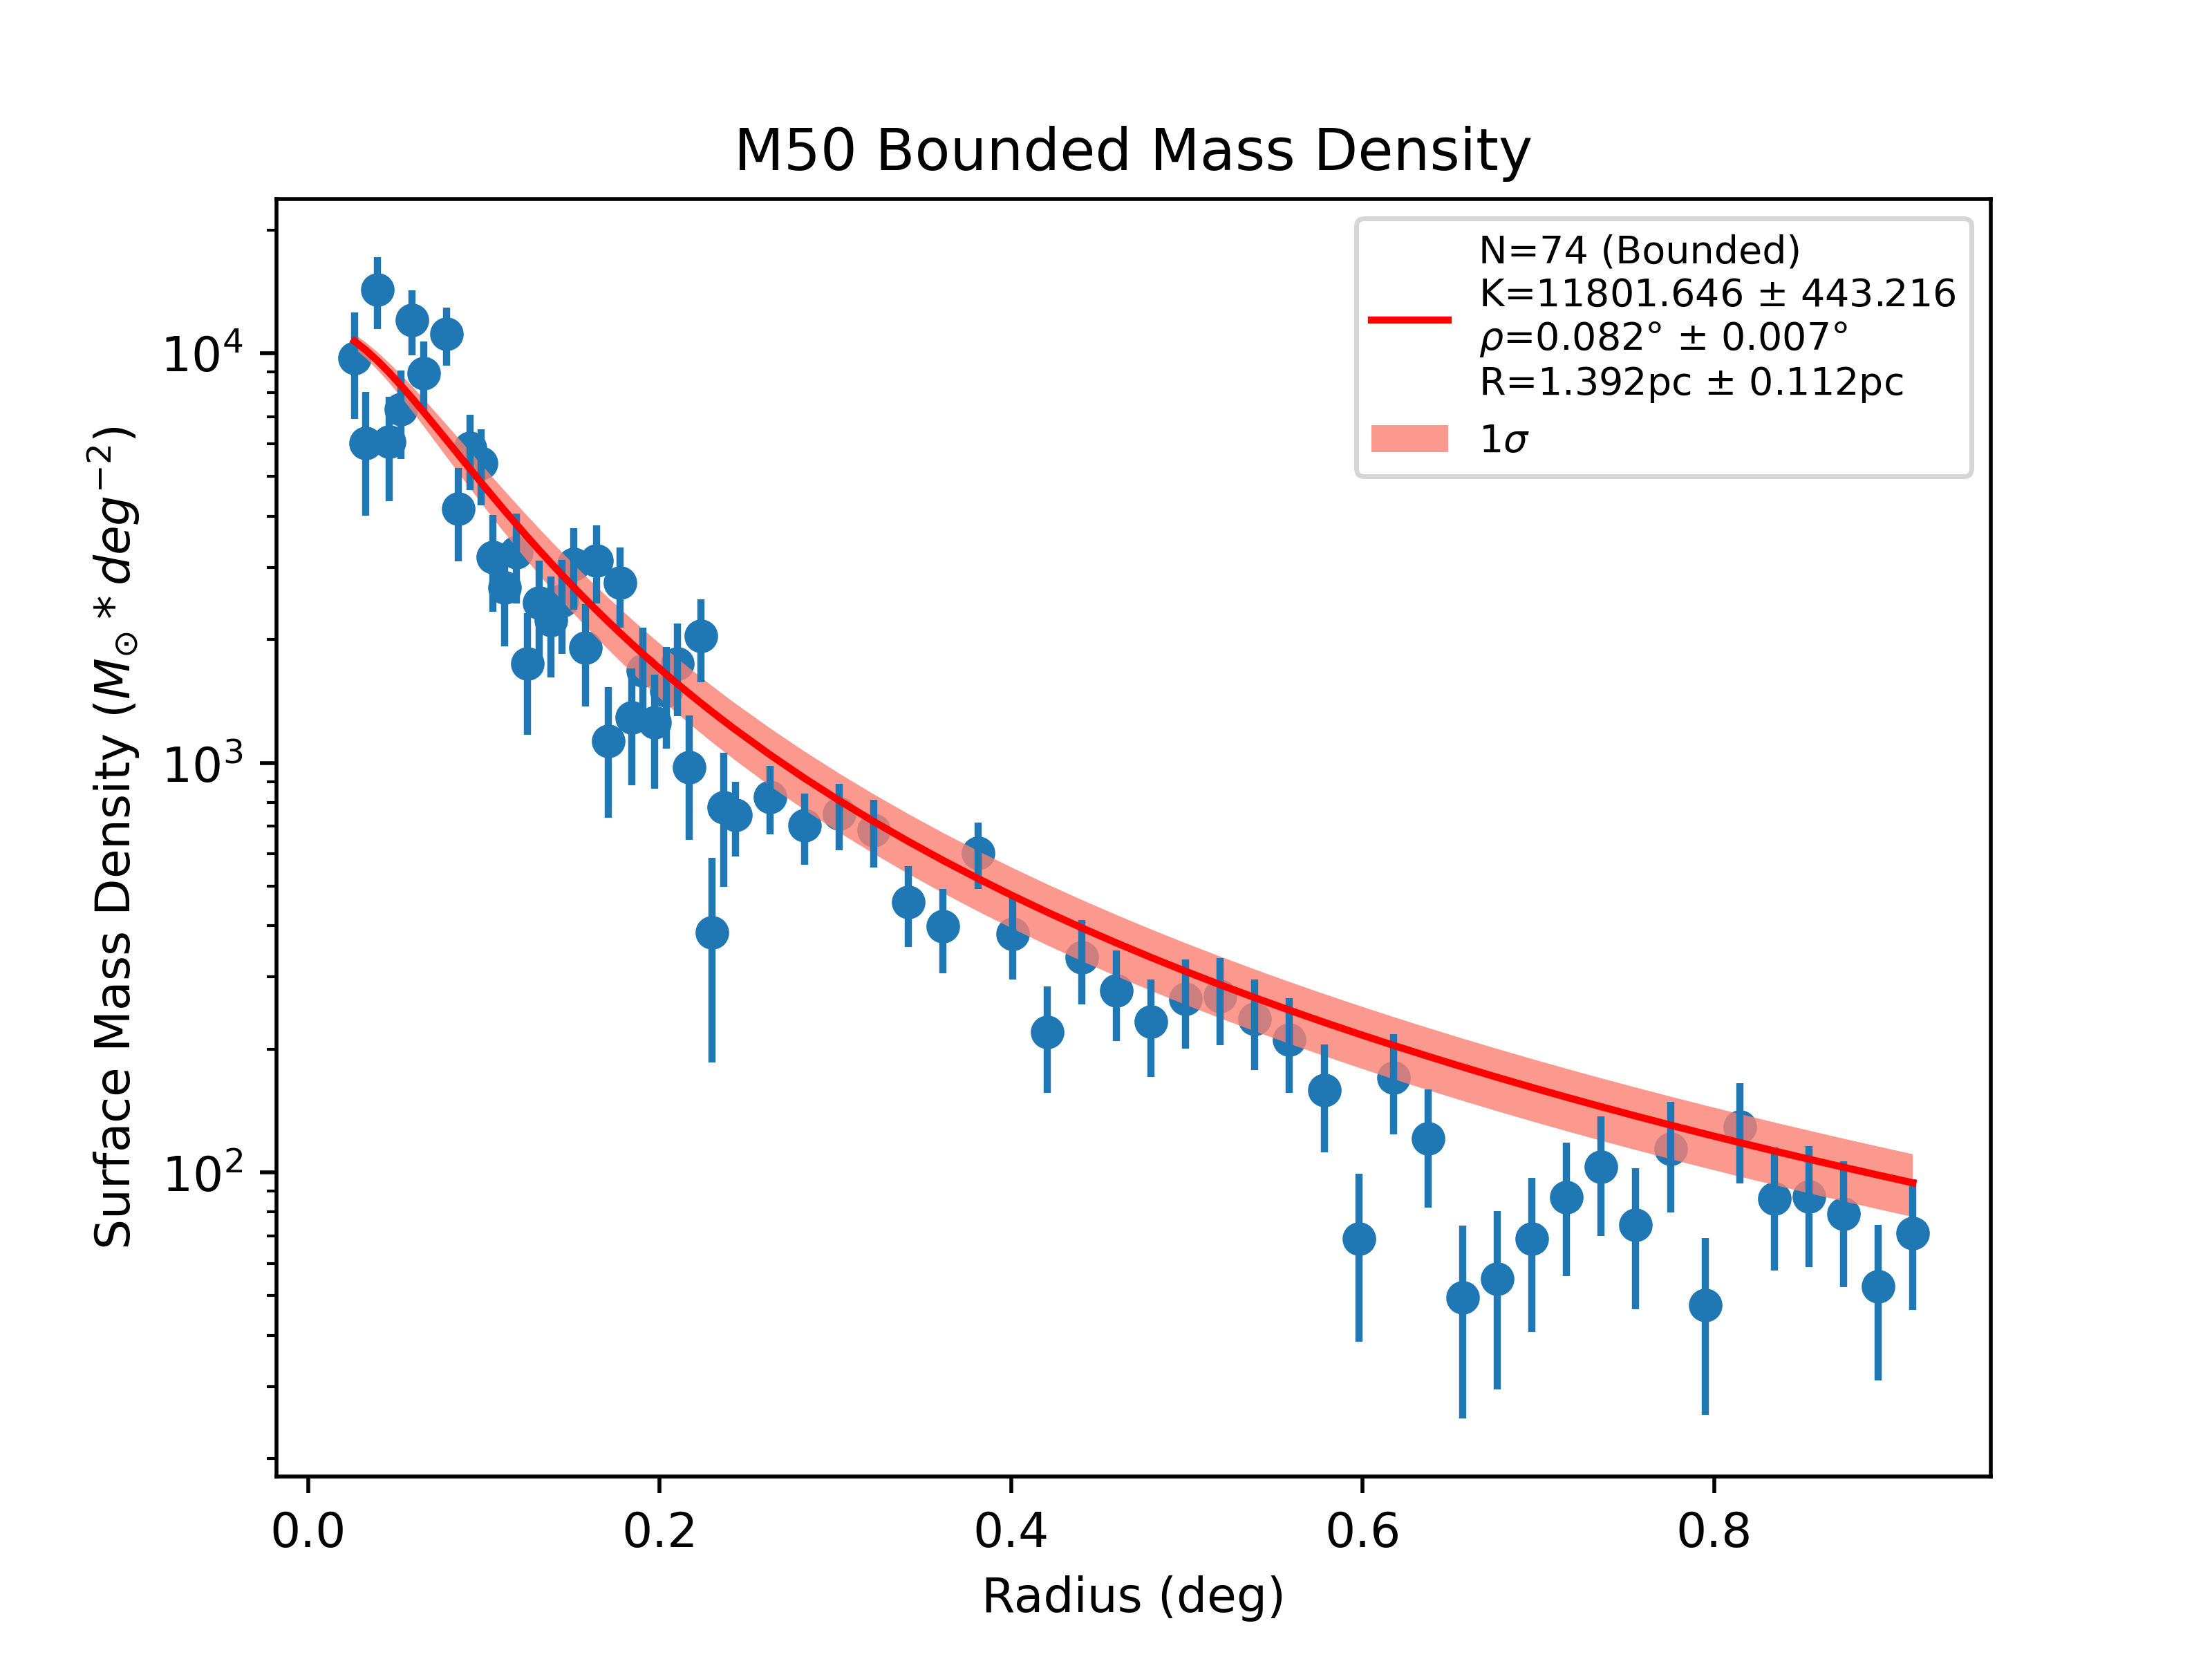 M50 Bounded Mass Density
N=74 (Bounded)
K=11801.646 ± 443.216
ρ=0.082° ± 0.007°
R=1.392pc ± 0.112pc
1σ
Surface Mass Density (M⊙ * deg⁻²)
10⁴
10³
10²
0.0 0.2 0.4 0.6 0.8
Radius (deg)